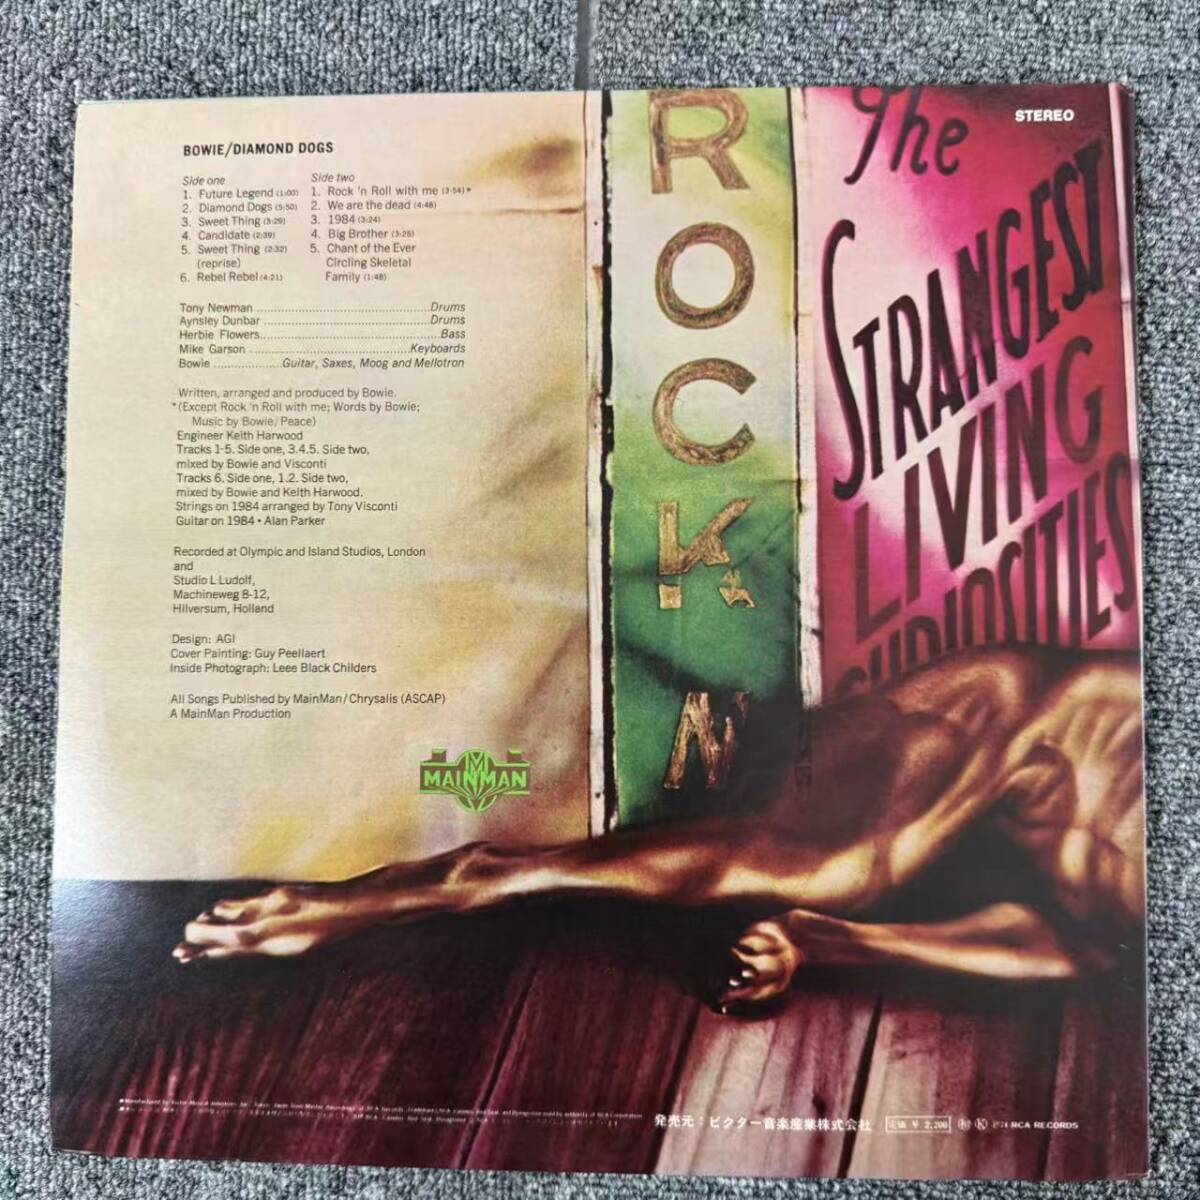 BOWIE/DIAMOND DOGS
Side one
1. Future Legend (1:00)
2. Diamond Dogs (5:50)
3. Sweet Thing (3:29)
4. Candidate (2:39)
5. Sweet Thing (2:32)
(reprise)
6. Rebel Rebel (4:21)
Side two
1. Rock 'n Roll with me (3:54)*
2. We are the dead (4:48)
3. 1984 (3:24)
4. Big Brother (3:25)
5. Chant of the Ever
Circling Skeletal
Family (1:48)
Tony Newman ........ Drums
Aynsley Dunbar ........ Drums
Herbie Flowers ........ Bass
Mike Garson ........ Keyboards
Bowie ........ Guitar, Saxes, Moog and Mellotron
Written, arranged and produced by Bowie.
*(Except Rock 'n Roll with me; Words by Bowie;
Music by Bowie/Peace)
Engineer Keith Harwood
Tracks 1-5. Side one, 3.4.5. Side two,
mixed by Bowie and Visconti
Tracks 6. Side one, 1.2. Side two,
mixed by Bowie and Keith Harwood.
Strings on 1984 arranged by Tony Visconti
Guitar on 1984 • Alan Parker
Recorded at Olympic and Island Studios, London
and
Studio L Ludolf,
Machineweg 8-12,
Hilversum, Holland
Design: AGI
Cover Painting: Guy Peellaert
Inside Photograph: Leee Black Childers
All Songs Published by MainMan/Chrysalis (ASCAP)
A MainMan Production
MAINMAN
ROCK 'N
STEREO
The
STRANGEST
LIVING
CURIOSITIES
発売元：ビクター音楽産業株式会社 定価 ¥ 2,200 Ⓟ Ⓚ 1974 RCA RECORDS